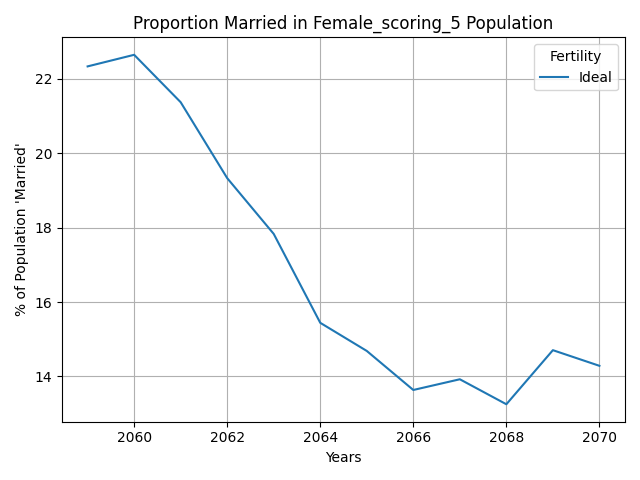 Proportion Married in Female_scoring_5 Population
Fertility
Ideal
% of Population 'Married'
22
20
18
16
14
2060
2062
2064
2066
2068
2070
Years